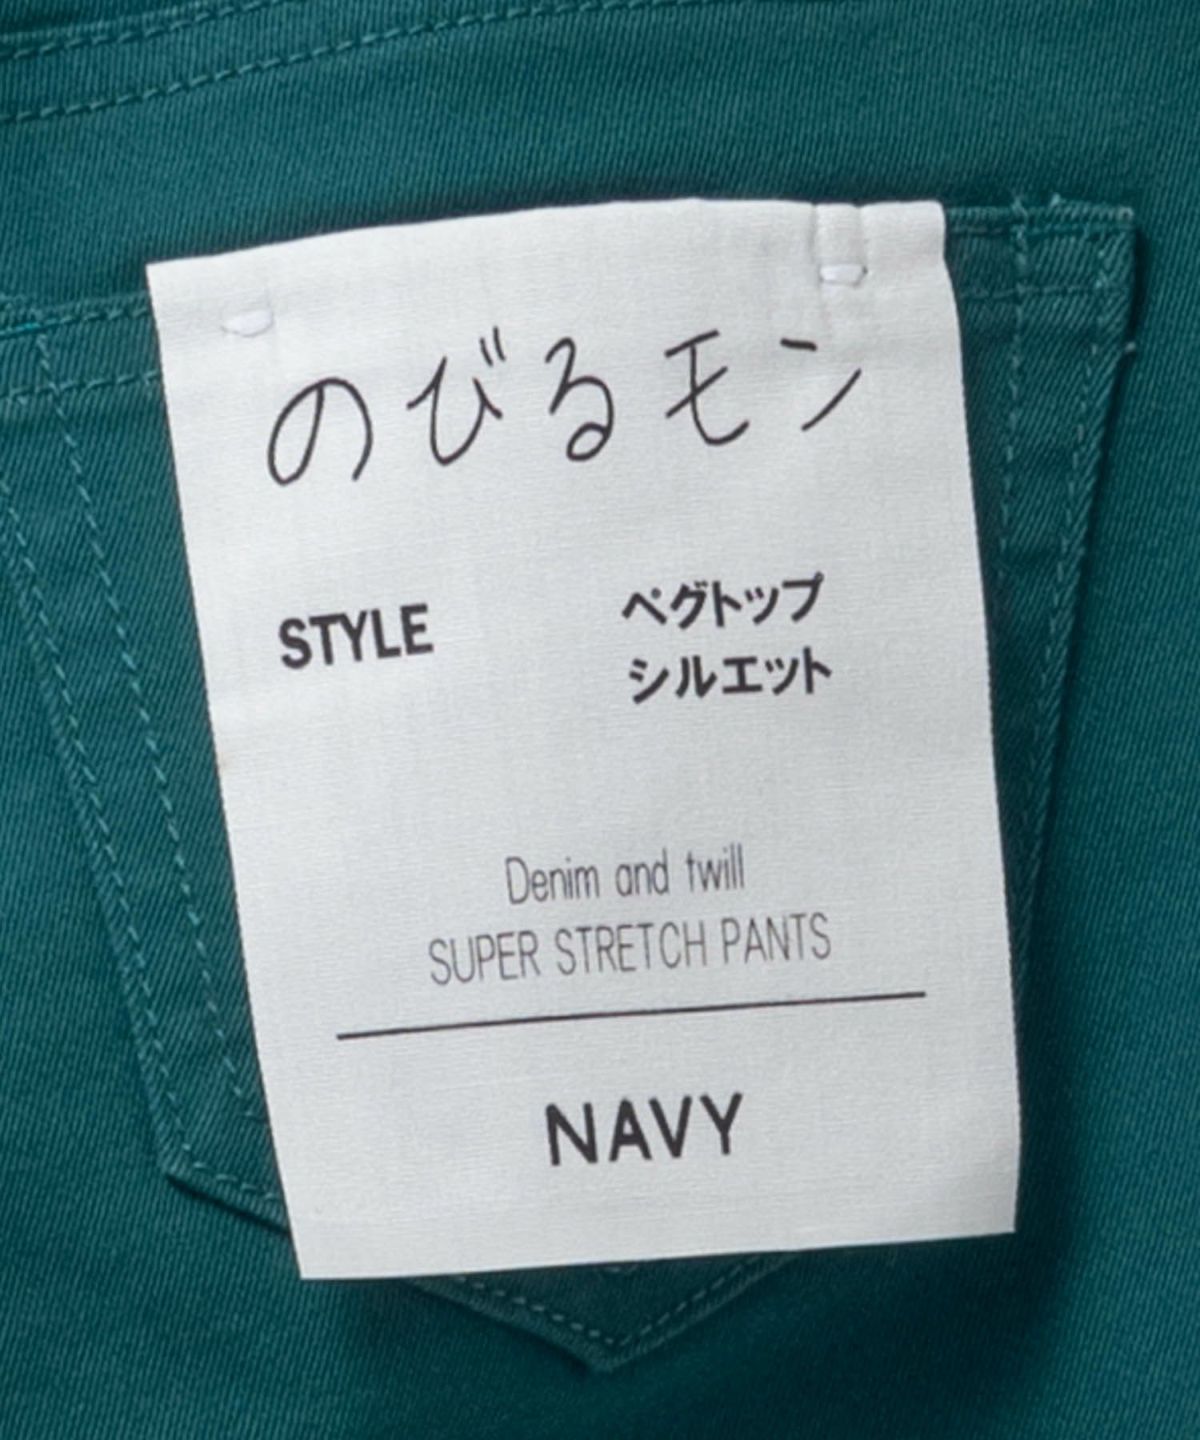 のびるモン
STYLE ペグトップ
シルエット
Denim and twill
SUPER STRETCH PANTS
NAVY